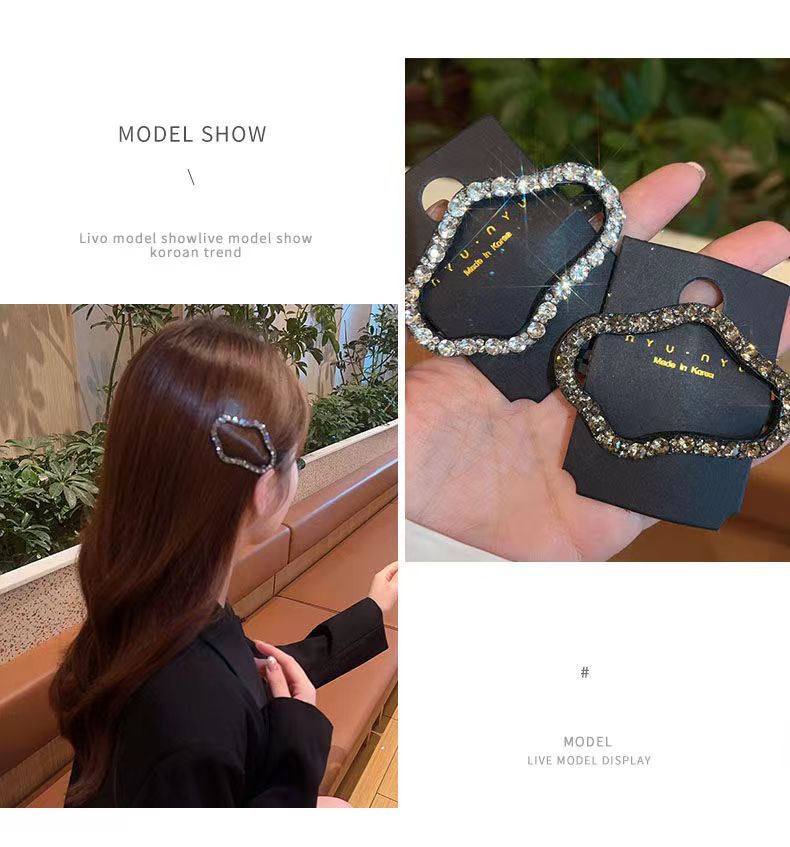 MODEL SHOW
\
Livo model showlive model show
koroan trend
NYU.NYU
Made in Korea
NYU.NYU
Made in Korea
#
MODEL
LIVE MODEL DISPLAY